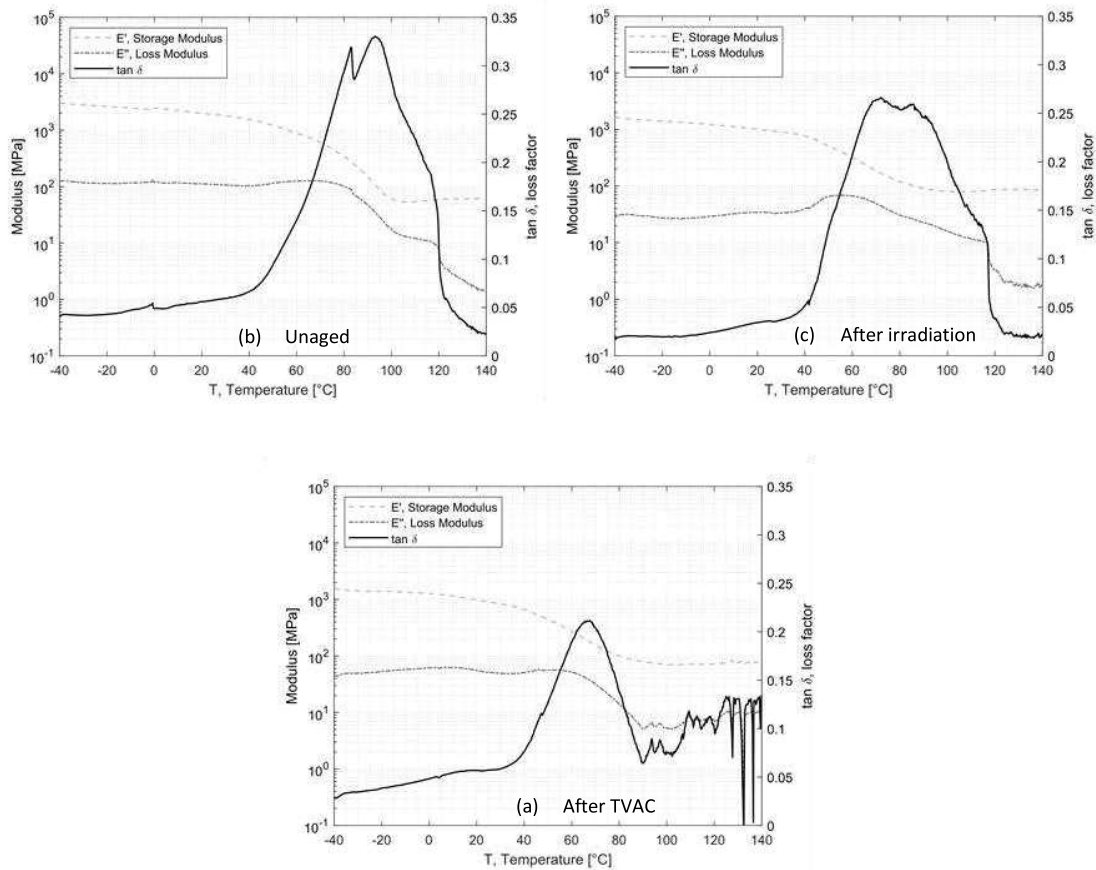 10⁵
10⁴
10³
10²
10¹
10⁰
10⁻¹
Modulus [MPa]
E', Storage Modulus
E", Loss Modulus
tan δ
0.35
0.3
0.25
0.2
0.15
0.1
0.05
0
tan δ, loss factor
(b) Unaged
-40 -20 0 20 40 60 80 100 120 140
T, Temperature [°C]
10⁵
10⁴
10³
10²
10¹
10⁰
10⁻¹
Modulus [MPa]
E', Storage Modulus
E", Loss Modulus
tan δ
0.35
0.3
0.25
0.2
0.15
0.1
0.05
0
tan δ, loss factor
(c) After irradiation
-40 -20 0 20 40 60 80 100 120 140
T, Temperature [°C]
10⁵
10⁴
10³
10²
10¹
10⁰
10⁻¹
Modulus [MPa]
E', Storage Modulus
E", Loss Modulus
tan δ
0.35
0.3
0.25
0.2
0.15
0.1
0.05
0
tan δ, loss factor
(a) After TVAC
-40 -20 0 20 40 60 80 100 120 140
T, Temperature [°C]